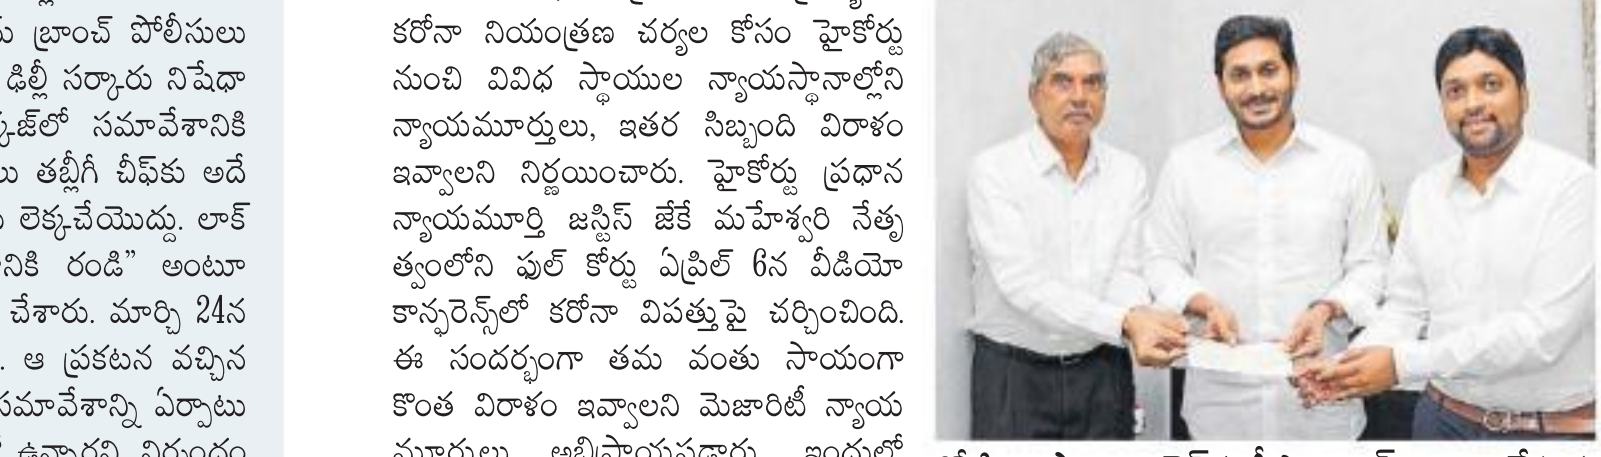 బ్రాంచ్ పోలీసులు
ఢిల్లీ సర్కారు నిషేధా
సమావేశానికి
తబ్లీగీ చీఫ్‌కు అదే
లెక్కచేయొద్దు. లాక్
రండి” అంటూ
చేశారు. మార్చి 24న
. ఆ ప్రకటన వచ్చిన
సమావేశాన్ని ఏర్పాటు
కరోనా నియంత్రణ చర్యల కోసం హైకోర్టు
నుంచి వివిధ స్థాయుల న్యాయస్థానాల్లోని
న్యాయమూర్తులు, ఇతర సిబ్బంది విరాళం
ఇవ్వాలని నిర్ణయించారు. హైకోర్టు ప్రధాన
న్యాయమూర్తి జస్టిస్ జేకే మహేశ్వరి నేతృ
త్వంలోని ఫుల్ కోర్టు ఏప్రిల్ 6న వీడియో
కాన్ఫరెన్స్‌లో కరోనా విపత్తుపై చర్చించింది.
ఈ సందర్భంగా తమ వంతు సాయంగా
కొంత విరాళం ఇవ్వాలని మెజారిటీ న్యాయ